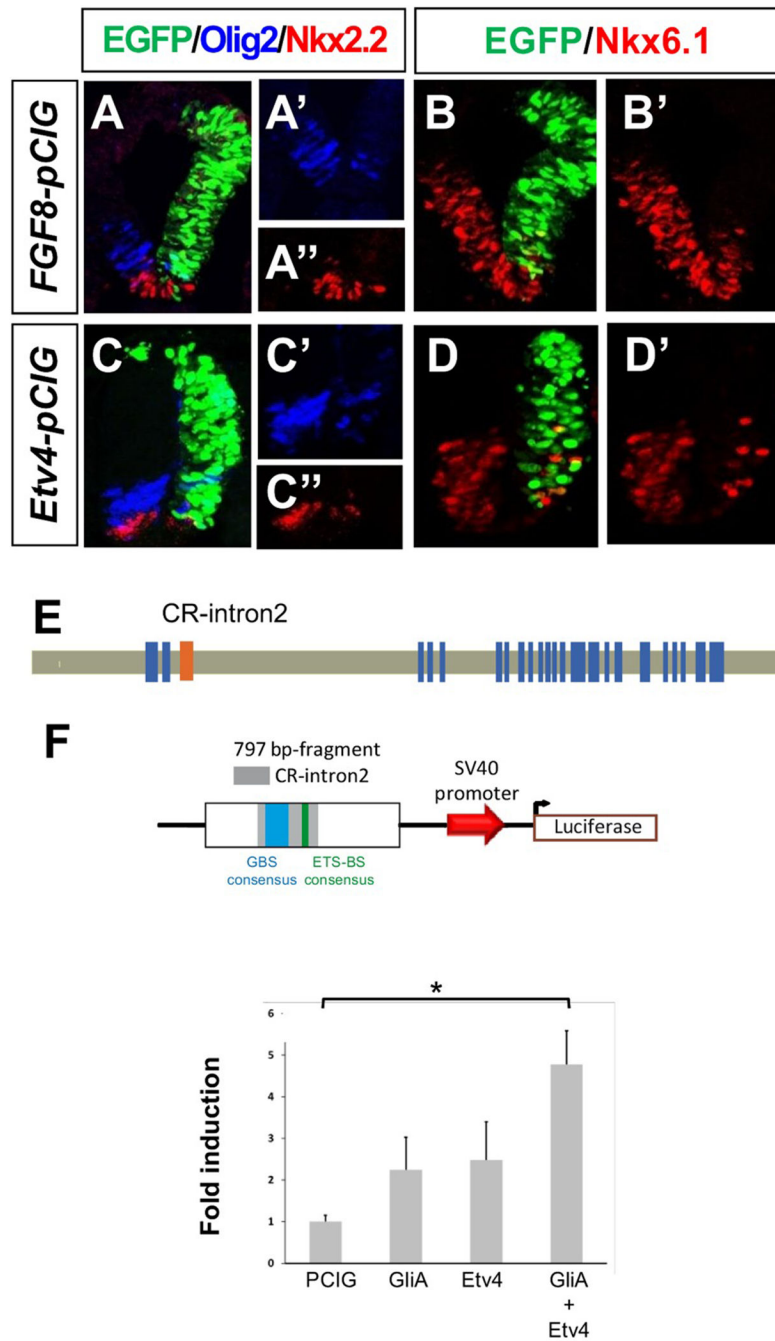 EGFP/Olig2/Nkx2.2
EGFP/Nkx6.1
FGF8-pCIG
A
A’
A’’
B
B’
Etv4-pCIG
C
C’
C’’
D
D’
E
CR-intron2
F
797 bp-fragment
CR-intron2
SV40
promoter
Luciferase
GBS
consensus
ETS-BS
consensus
*
Fold induction
6
5
4
3
2
1
0
PCIG
GliA
Etv4
GliA
+
Etv4